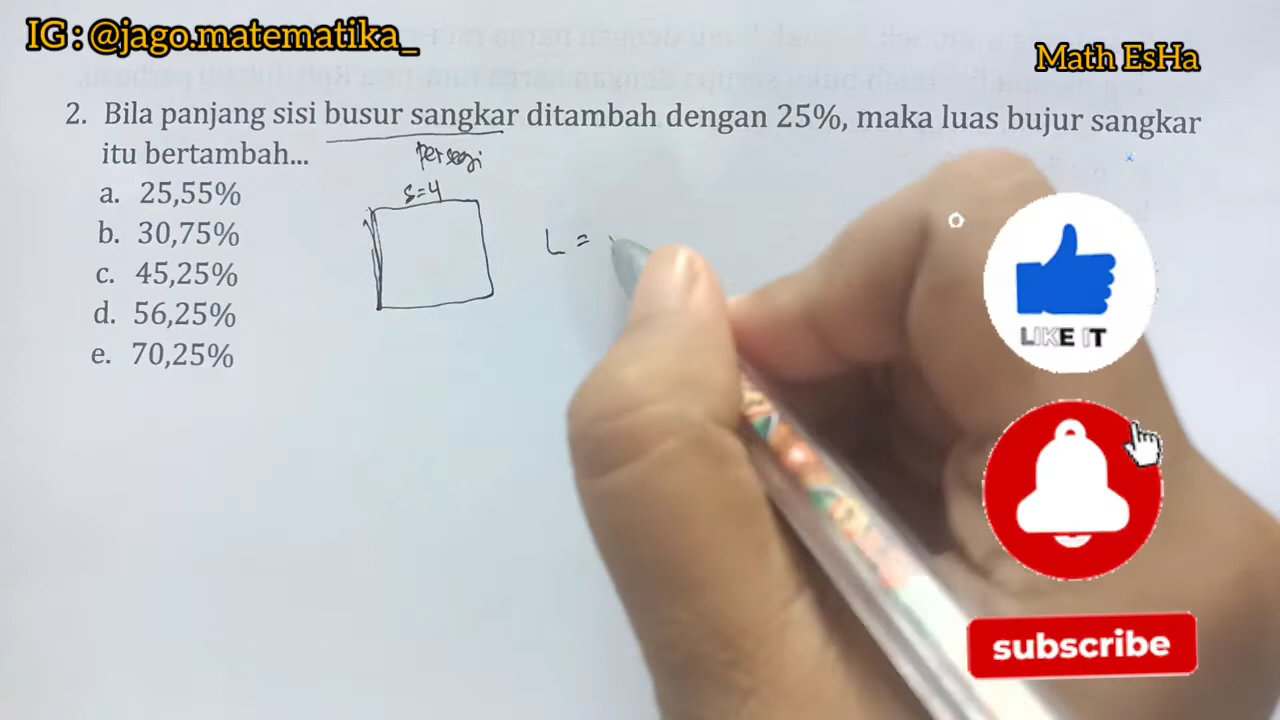 IG : @jago.matematika_
Math EsHa
2. Bila panjang sisi busur sangkar ditambah dengan 25%, maka luas bujur sangkar
itu bertambah...
persegi
a. 25,55%
s=4
b. 30,75%
L =
c. 45,25%
d. 56,25%
e. 70,25%
LIKE IT
subscribe